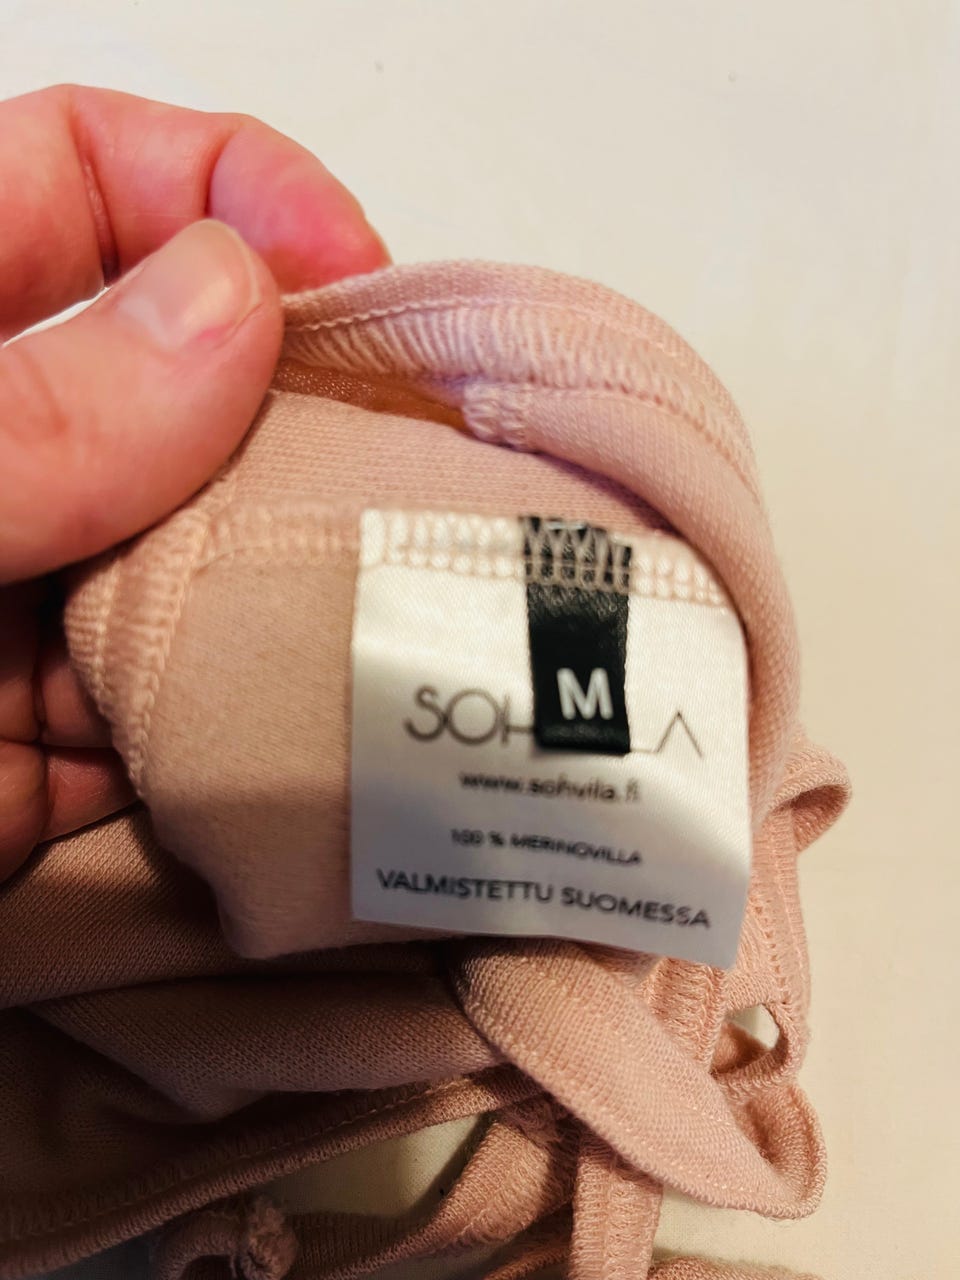 M
SOH LA
www.sohvila.fi
100 % MERINOVILLA
VALMISTETTU SUOMESSA